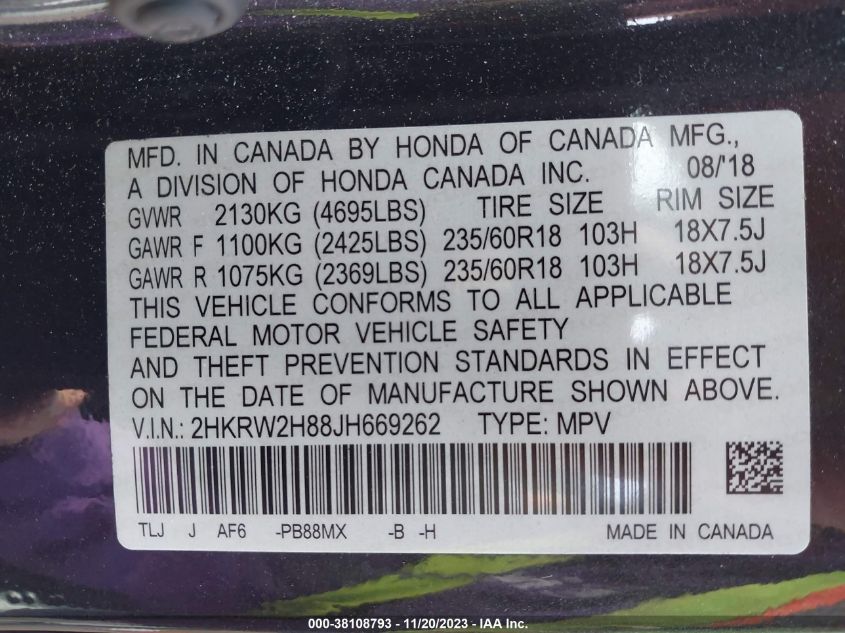 MFD. IN CANADA BY HONDA OF CANADA MFG.,
A DIVISION OF HONDA CANADA INC. 08/'18
GVWR 2130KG (4695LBS) TIRE SIZE RIM SIZE
GAWR F 1100KG (2425LBS) 235/60R18 103H 18X7.5J
GAWR R 1075KG (2369LBS) 235/60R18 103H 18X7.5J
THIS VEHICLE CONFORMS TO ALL APPLICABLE
FEDERAL MOTOR VEHICLE SAFETY
AND THEFT PREVENTION STANDARDS IN EFFECT
ON THE DATE OF MANUFACTURE SHOWN ABOVE.
V.I.N.: 2HKRW2H88JH669262 TYPE: MPV
TLJ J AF6 -PB88MX -B -H MADE IN CANADA
000-38108793 - 11/20/2023 - IAA Inc.